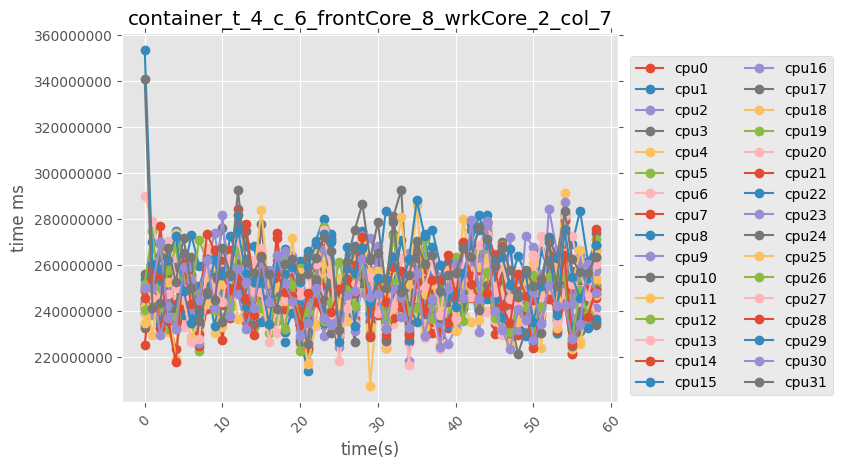 container_t_4_c_6_frontCore_8_wrkCore_2_col_7
360000000
340000000
320000000
300000000
280000000
260000000
240000000
220000000
time ms
0
10
20
30
40
50
60
time(s)
cpu0
cpu1
cpu2
cpu3
cpu4
cpu5
cpu6
cpu7
cpu8
cpu9
cpu10
cpu11
cpu12
cpu13
cpu14
cpu15
cpu16
cpu17
cpu18
cpu19
cpu20
cpu21
cpu22
cpu23
cpu24
cpu25
cpu26
cpu27
cpu28
cpu29
cpu30
cpu31